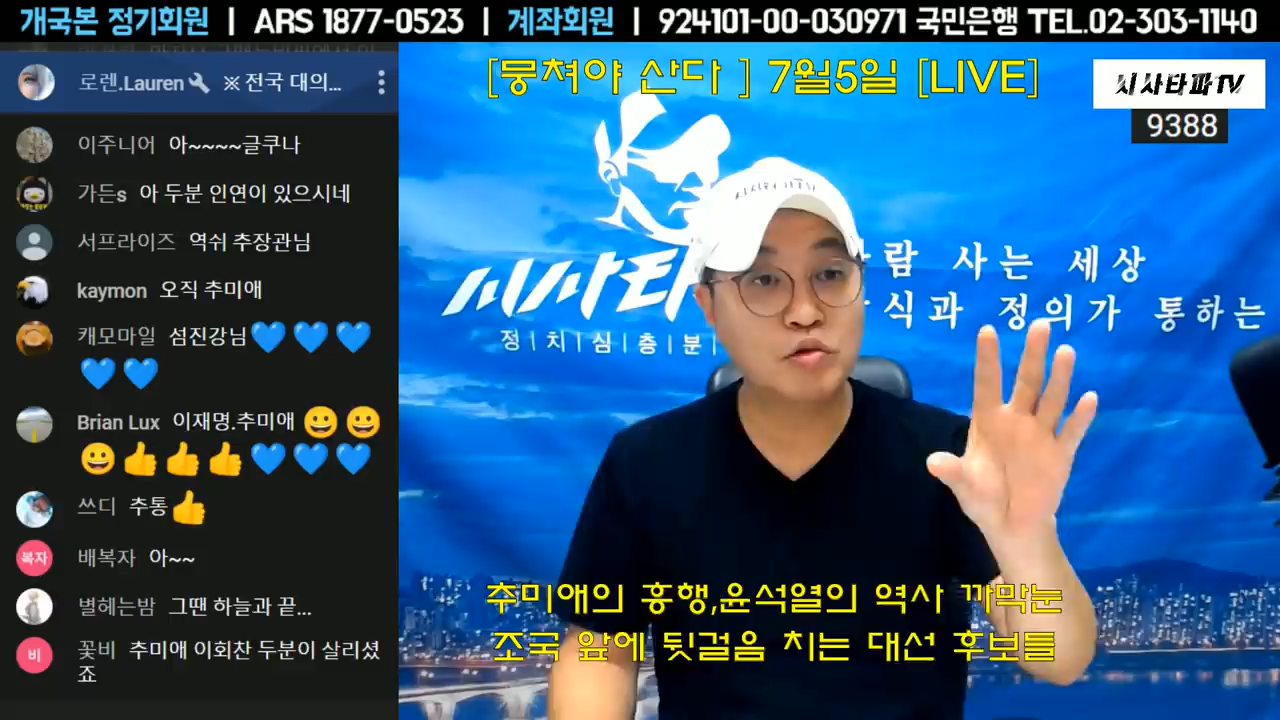 개국본 정기회원 | ARS 1877-0523 | 계좌회원 | 924101-00-030971 국민은행 TEL.02-303-1140
로렌.Lauren ※ 전국 대의...
이주니어 아~~~~글쿠나
가든s 아 두분 인연이 있으시네
서프라이즈 역쉬 추장관님
kaymon 오직 추미애
캐모마일 섬진강님💙💙💙
💙💙
Brian Lux 이재명.추미애😀😀
😀👍👍👍💙💙💙
쓰디 추통👍
복자 배복자 아~~
별헤는밤 그땐 하늘과 끝...
비 꽃비 추미애 이회찬 두분이 살리셨
죠
[뭉쳐야 산다 ] 7월5일 [LIVE]
시사타파TV
9388
시사타
정|치|심|층|분|
람 사는 세상
식과 정의가 통하는
추미애의 흥행,윤석열의 역사 까막눈
조국 앞에 뒷걸음 치는 대선 후보들